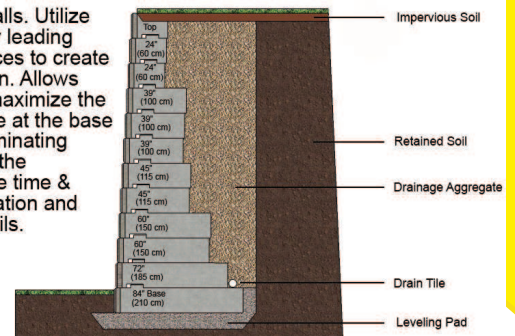 alls. Utilize
leading
ces to create
n. Allows
maximize the
e at the base
minating
the
e time &
ation and
ils.
Top
24"
(60 cm)
24"
(60 cm)
39"
(100 cm)
39"
(100 cm)
39"
(100 cm)
45"
(115 cm)
45"
(115 cm)
60"
(150 cm)
60"
(150 cm)
72"
(185 cm)
84" Base
(210 cm)
Impervious Soil
Retained Soil
Drainage Aggregate
Drain Tile
Leveling Pad